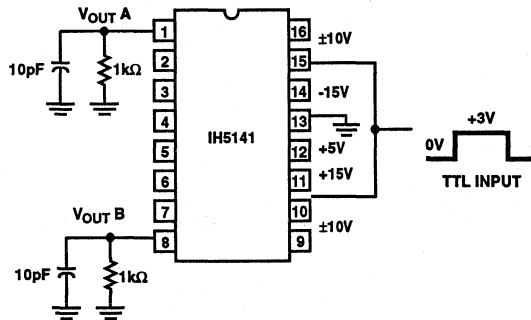 VOUT A
10pF
1kΩ
1
2
3
4
5
6
7
8
IH5141
16
15
14
13
12
11
10
9
±10V
-15V
+5V
+15V
±10V
0V
+3V
TTL INPUT
VOUT B
10pF
1kΩ